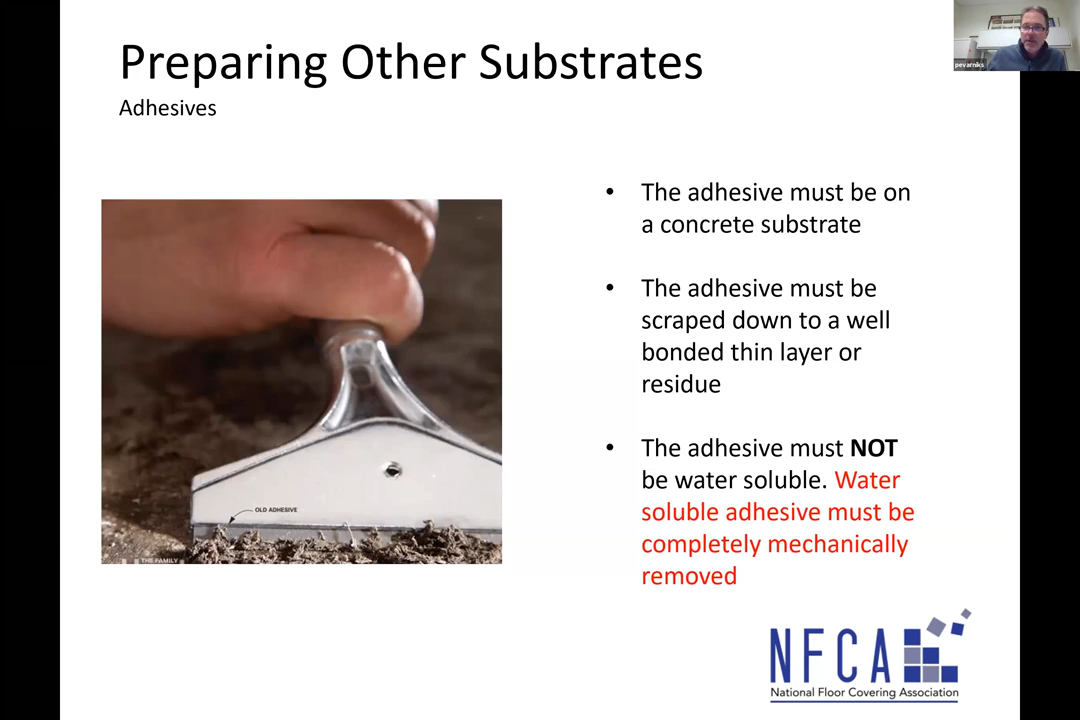 Preparing Other Substrates
Adhesives
pevarniks
• The adhesive must be on
a concrete substrate
• The adhesive must be
scraped down to a well
bonded thin layer or
residue
• The adhesive must NOT
be water soluble. Water
soluble adhesive must be
completely mechanically
removed
OLD ADHESIVE
THE FAMILY
NFCA
National Floor Covering Association